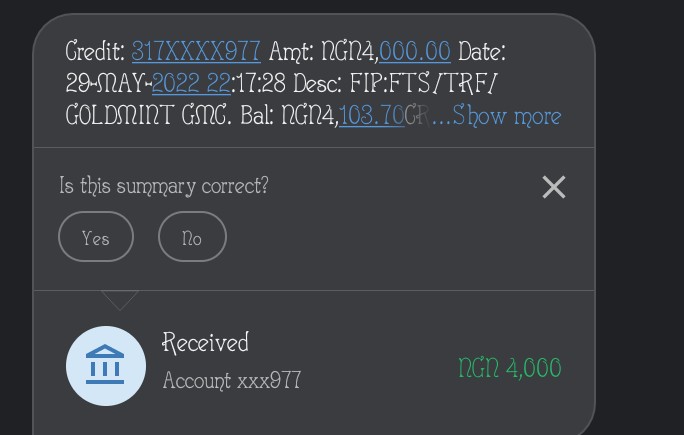 Credit: 317XXXX977 Amt: NGN4,000.00 Date:
29-MAY-2022 22:17:28 Desc: FIP:FTS/TRF/
GOLDMINT GMC. Bal: NGN4,103.70CR...Show more
Is this summary correct?
Yes
No
Received
Account xxx977
NGN 4,000